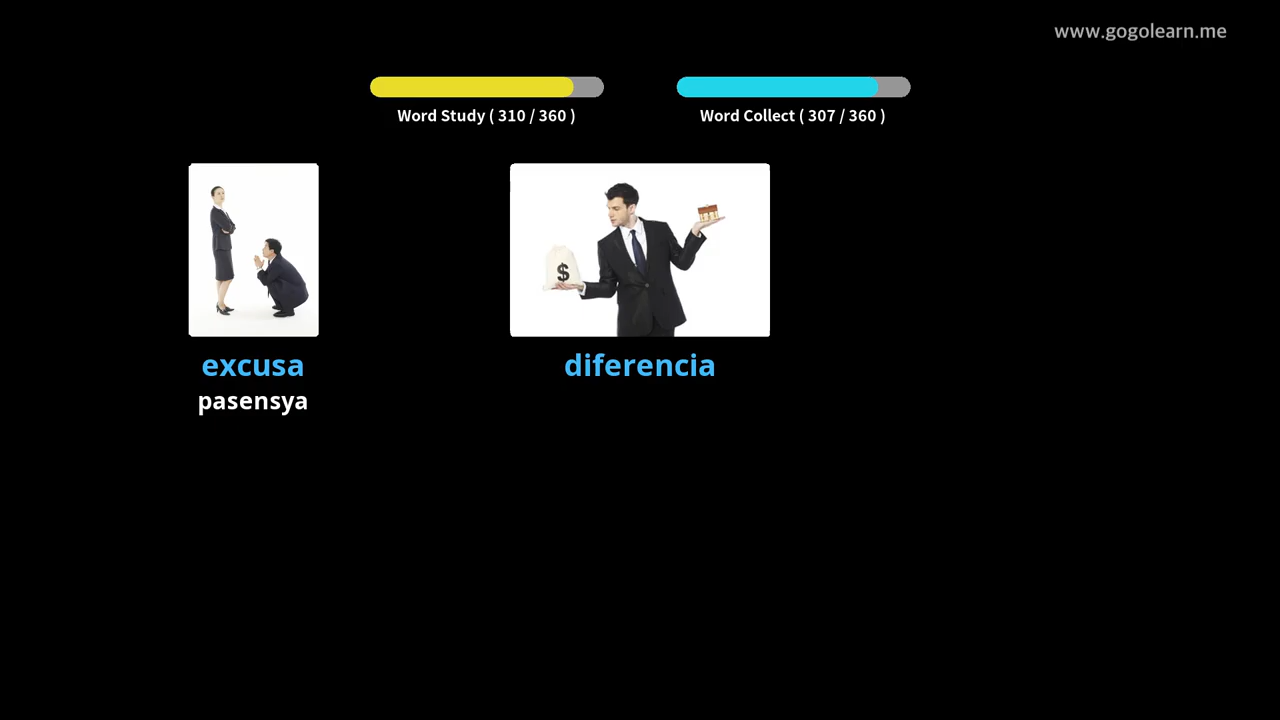 www.gogolearn.me
Word Study ( 310 / 360 )
Word Collect ( 307 / 360 )
$
excusa
pasensya
diferencia